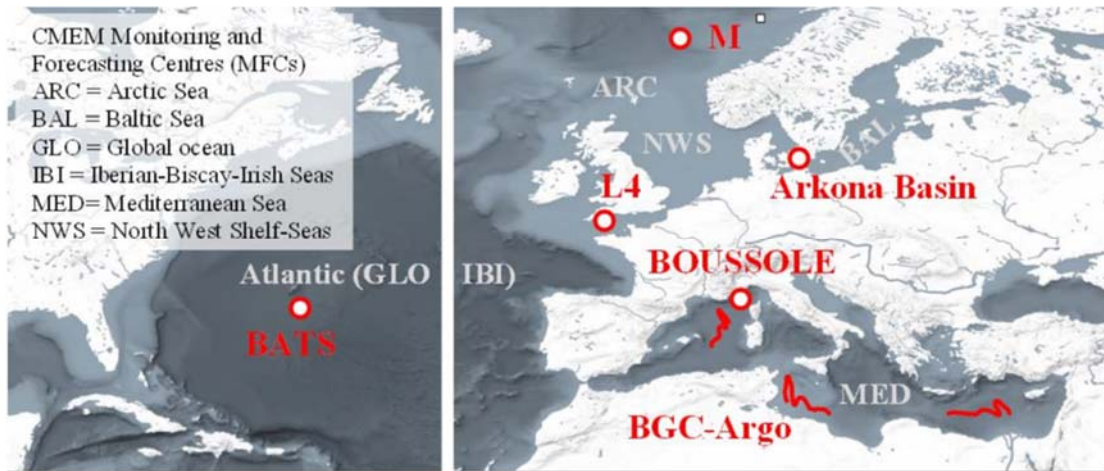 CMEM Monitoring and
Forecasting Centres (MFCs)
ARC = Arctic Sea
BAL = Baltic Sea
GLO = Global ocean
IBI = Iberian-Biscay-Irish Seas
MED= Mediterranean Sea
NWS = North West Shelf-Seas
Atlantic (GLO
BATS
M
ARC
NWS
BAL
L4
Arkona Basin
BOUSSOLE
IBI)
MED
BGC-Argo